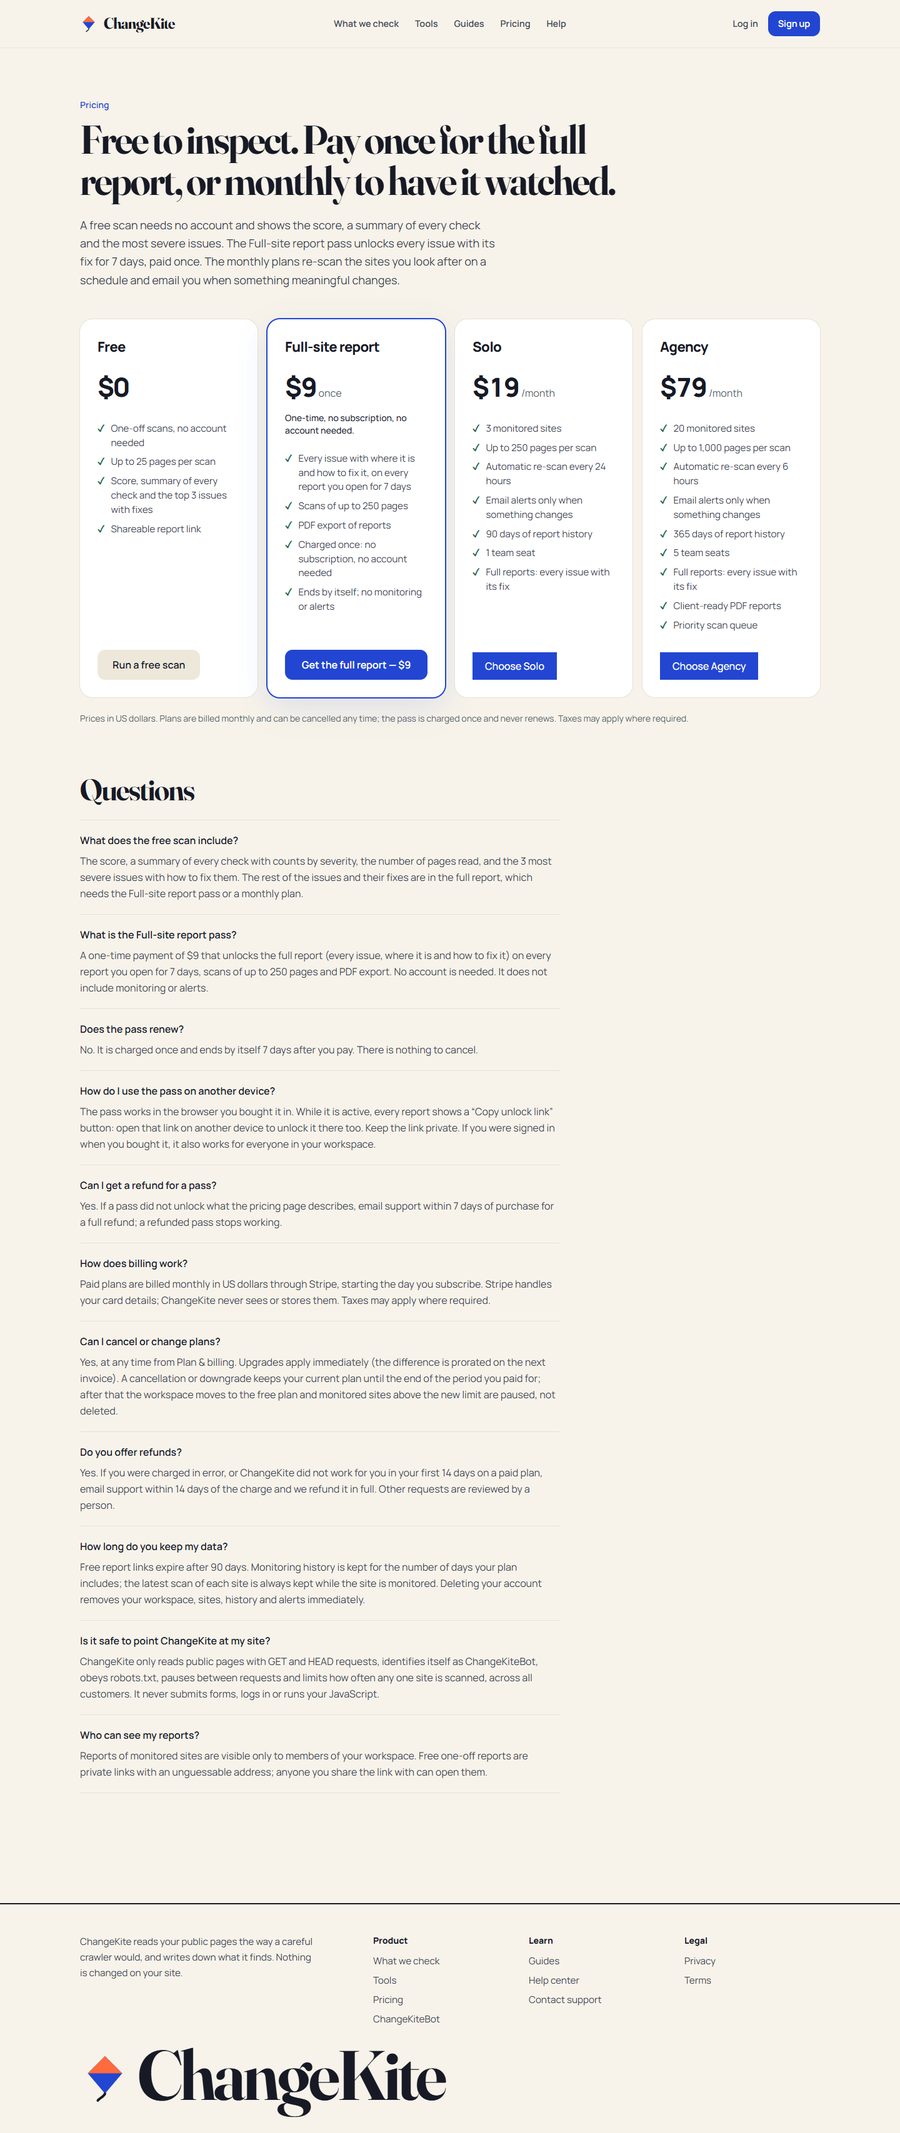 ChangeKite
What we check
Tools
Guides
Pricing
Help
Log in
Sign up
Pricing
Free to inspect. Pay once for the full
report, or monthly to have it watched.
A free scan needs no account and shows the score, a summary of every check
and the most severe issues. The Full-site report pass unlocks every issue with its
fix for 7 days, paid once. The monthly plans re-scan the sites you look after on a
schedule and email you when something meaningful changes.
Free
$0
✓ One-off scans, no account
needed
✓ Up to 25 pages per scan
✓ Score, summary of every
check and the top 3 issues
with fixes
✓ Shareable report link
Run a free scan
Full-site report
$9 once
One-time, no subscription, no
account needed.
✓ Every issue with where it is
and how to fix it, on every
report you open for 7 days
✓ Scans of up to 250 pages
✓ PDF export of reports
✓ Charged once: no
subscription, no account
needed
✓ Ends by itself; no monitoring
or alerts
Get the full report — $9
Solo
$19 /month
✓ 3 monitored sites
✓ Up to 250 pages per scan
✓ Automatic re-scan every 24
hours
✓ Email alerts only when
something changes
✓ 90 days of report history
✓ 1 team seat
✓ Full reports: every issue with
its fix
Choose Solo
Agency
$79 /month
✓ 20 monitored sites
✓ Up to 1,000 pages per scan
✓ Automatic re-scan every 6
hours
✓ Email alerts only when
something changes
✓ 365 days of report history
✓ 5 team seats
✓ Full reports: every issue with
its fix
✓ Client-ready PDF reports
✓ Priority scan queue
Choose Agency
Prices in US dollars. Plans are billed monthly and can be cancelled any time; the pass is charged once and never renews. Taxes may apply where required.
Questions
What does the free scan include?
The score, a summary of every check with counts by severity, the number of pages read, and the 3 most
severe issues with how to fix them. The rest of the issues and their fixes are in the full report, which
needs the Full-site report pass or a monthly plan.
What is the Full-site report pass?
A one-time payment of $9 that unlocks the full report (every issue, where it is and how to fix it) on every
report you open for 7 days, scans of up to 250 pages and PDF export. No account is needed. It does not
include monitoring or alerts.
Does the pass renew?
No. It is charged once and ends by itself 7 days after you pay. There is nothing to cancel.
How do I use the pass on another device?
The pass works in the browser you bought it in. While it is active, every report shows a “Copy unlock link”
button: open that link on another device to unlock it there too. Keep the link private. If you were signed in
when you bought it, it also works for everyone in your workspace.
Can I get a refund for a pass?
Yes. If a pass did not unlock what the pricing page describes, email support within 7 days of purchase for
a full refund; a refunded pass stops working.
How does billing work?
Paid plans are billed monthly in US dollars through Stripe, starting the day you subscribe. Stripe handles
your card details; ChangeKite never sees or stores them. Taxes may apply where required.
Can I cancel or change plans?
Yes, at any time from Plan & billing. Upgrades apply immediately (the difference is prorated on the next
invoice). A cancellation or downgrade keeps your current plan until the end of the period you paid for;
after that the workspace moves to the free plan and monitored sites above the new limit are paused, not
deleted.
Do you offer refunds?
Yes. If you were charged in error, or ChangeKite did not work for you in your first 14 days on a paid plan,
email support within 14 days of the charge and we refund it in full. Other requests are reviewed by a
person.
How long do you keep my data?
Free report links expire after 90 days. Monitoring history is kept for the number of days your plan
includes; the latest scan of each site is always kept while the site is monitored. Deleting your account
removes your workspace, sites, history and alerts immediately.
Is it safe to point ChangeKite at my site?
ChangeKite only reads public pages with GET and HEAD requests, identifies itself as ChangeKiteBot,
obeys robots.txt, pauses between requests and limits how often any one site is scanned, across all
customers. It never submits forms, logs in or runs your JavaScript.
Who can see my reports?
Reports of monitored sites are visible only to members of your workspace. Free one-off reports are
private links with an unguessable address; anyone you share the link with can open them.
ChangeKite reads your public pages the way a careful
crawler would, and writes down what it finds. Nothing
is changed on your site.
Product
What we check
Tools
Pricing
ChangeKiteBot
Learn
Guides
Help center
Contact support
Legal
Privacy
Terms
ChangeKite